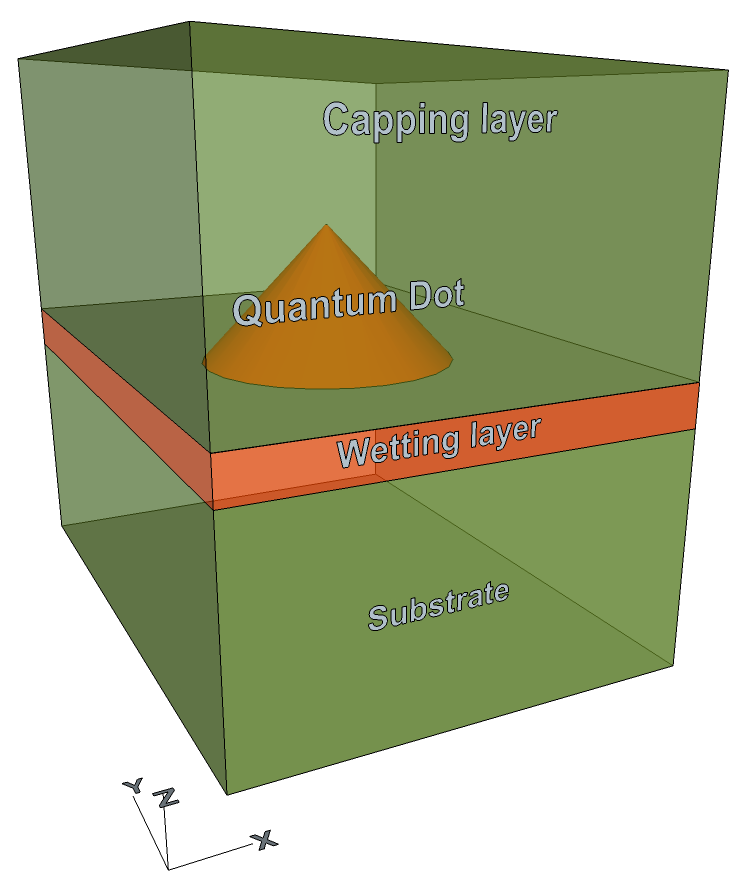 Capping layer
Quantum Dot
Wetting layer
Substrate
Y
Z
X